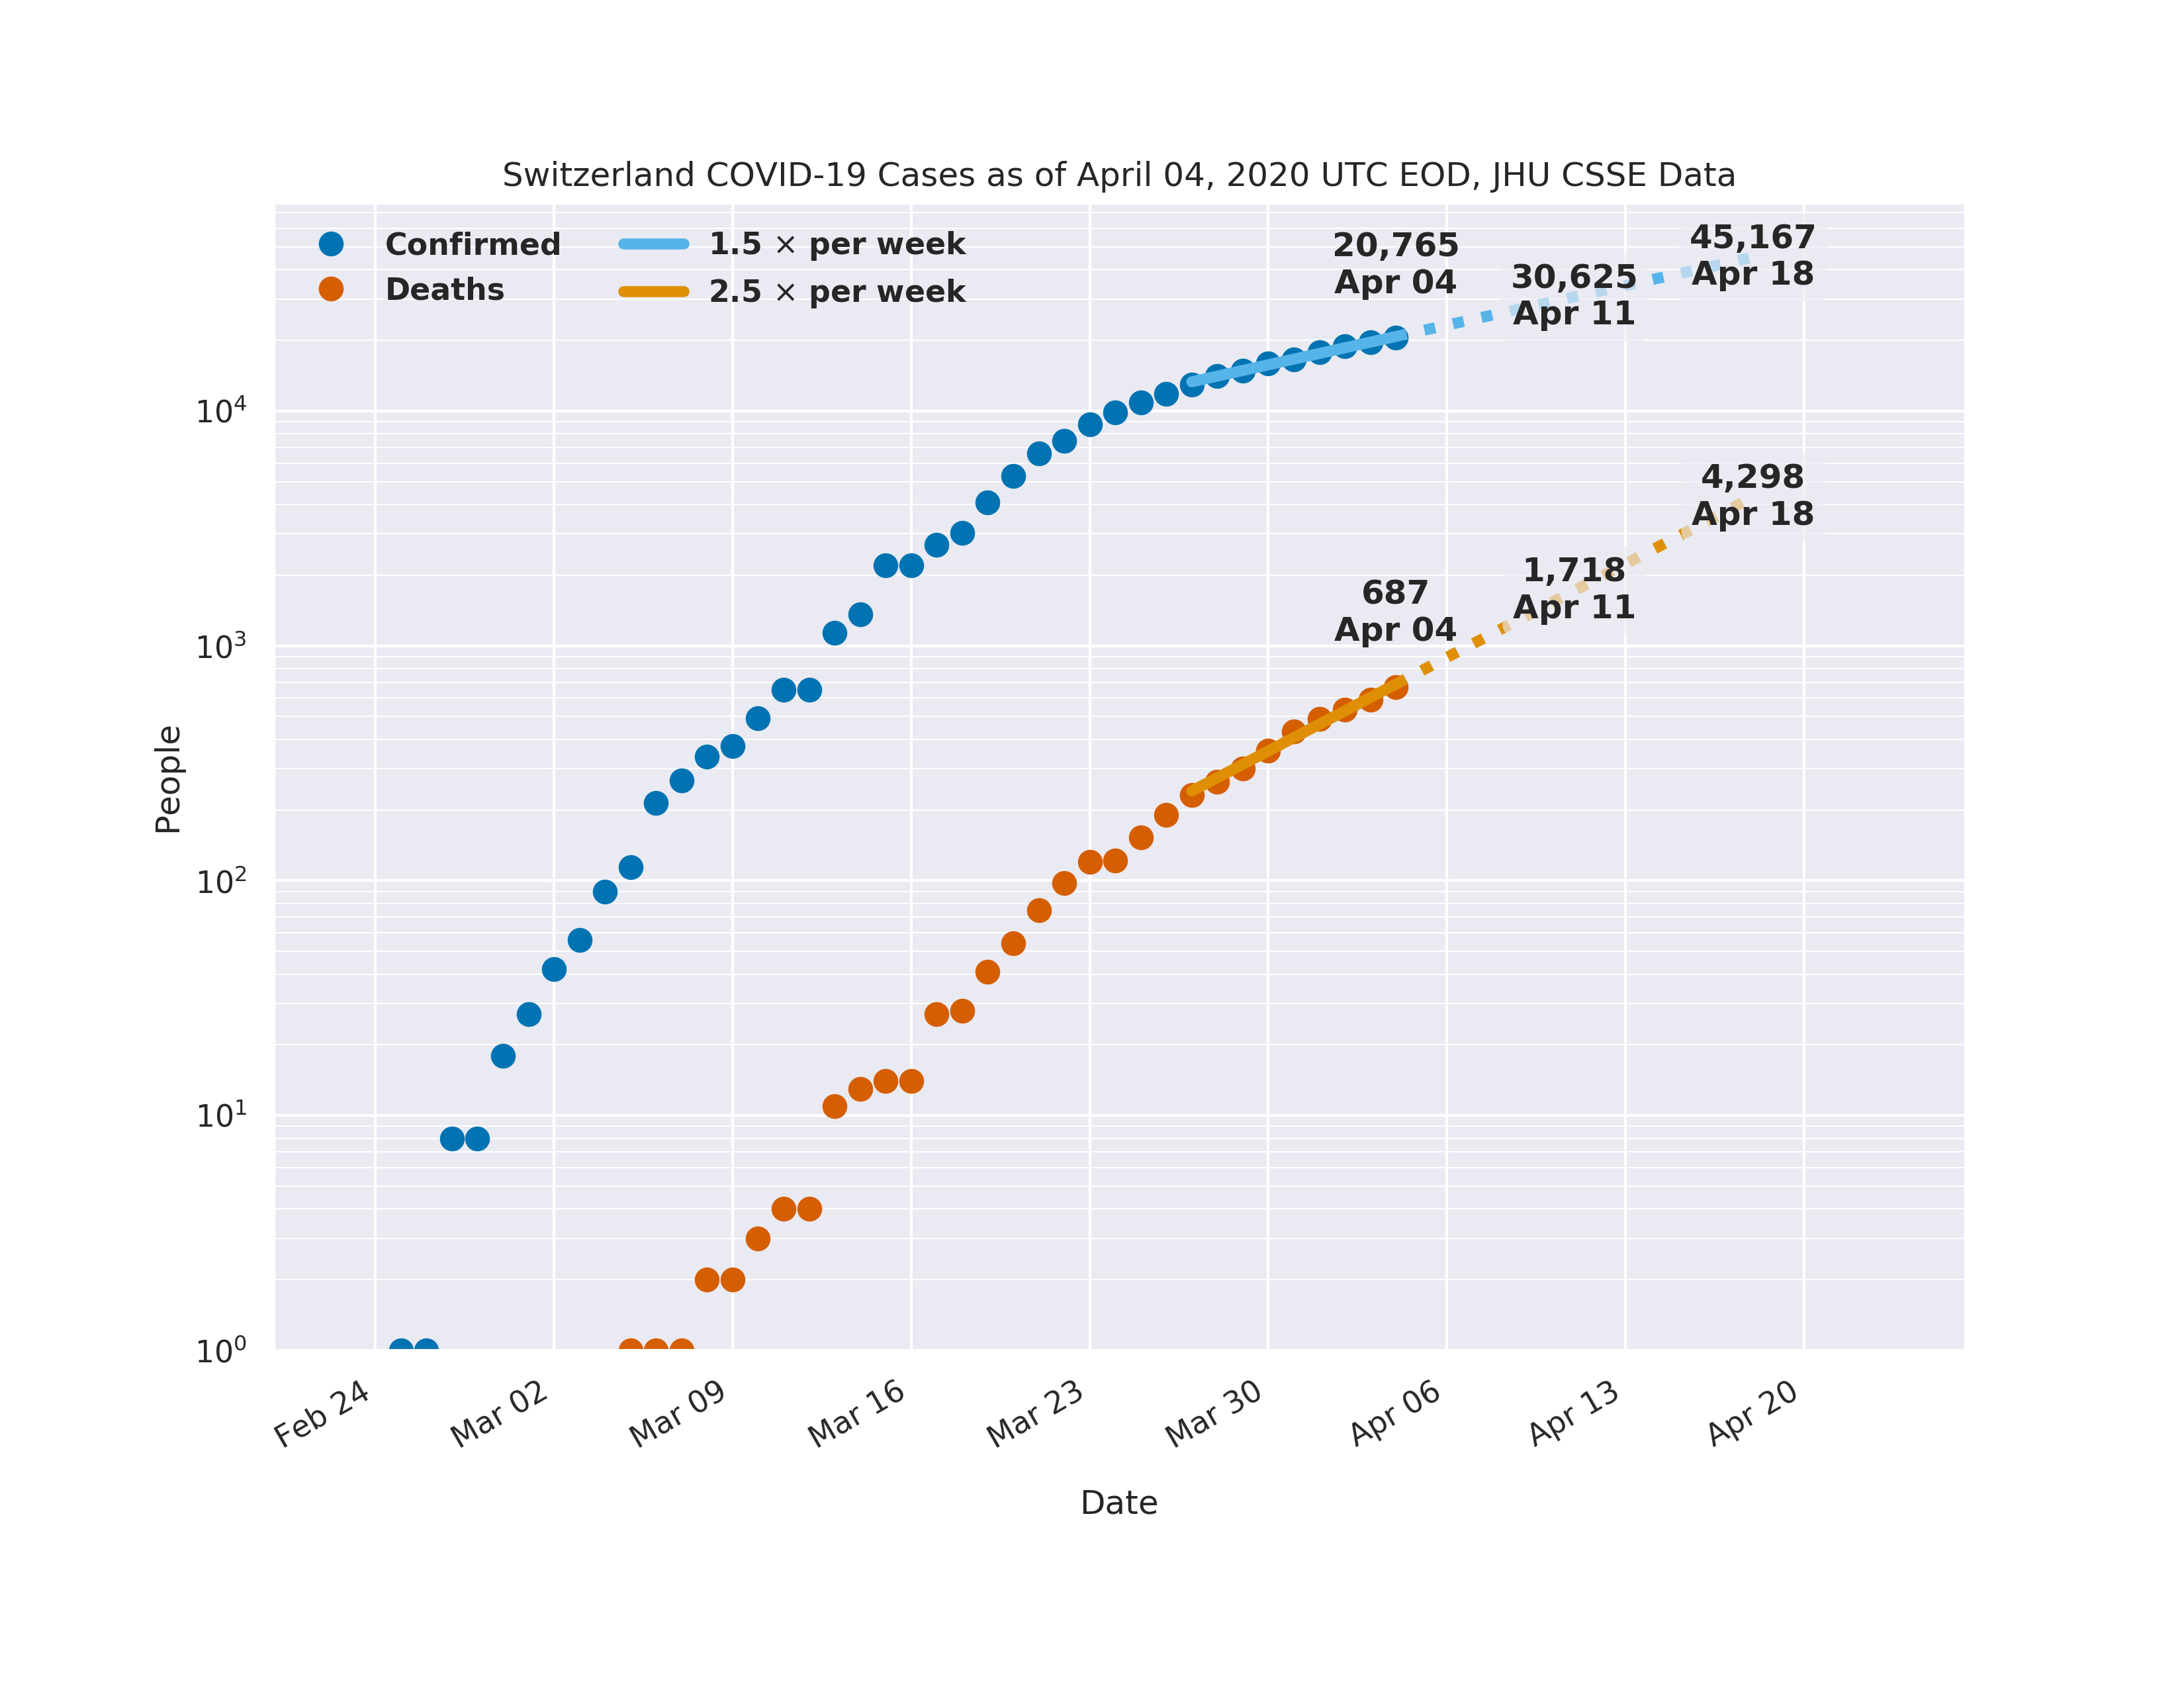 Switzerland COVID-19 Cases as of April 04, 2020 UTC EOD, JHU CSSE Data
Confirmed
Deaths
1.5 × per week
2.5 × per week
20,765
Apr 04
30,625
Apr 11
45,167
Apr 18
4,298
Apr 18
1,718
Apr 11
687
Apr 04
People
10⁴
10³
10²
10¹
10⁰
Feb 24
Mar 02
Mar 09
Mar 16
Mar 23
Mar 30
Apr 06
Apr 13
Apr 20
Date